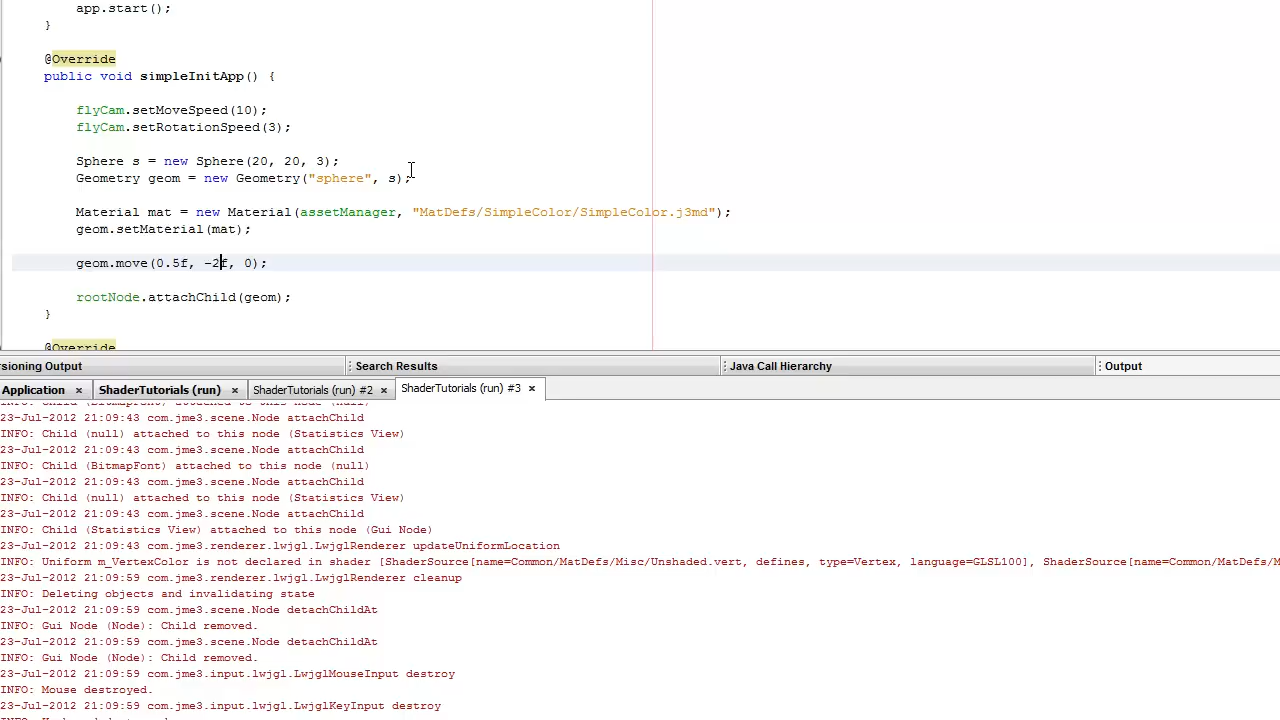 app.start();
}
@Override
public void simpleInitApp() {
flyCam.setMoveSpeed(10);
flyCam.setRotationSpeed(3);
Sphere s = new Sphere(20, 20, 3);
Geometry geom = new Geometry("sphere", s);
Material mat = new Material(assetManager, "MatDefs/SimpleColor/SimpleColor.j3md");
geom.setMaterial(mat);
geom.move(0.5f, -2f, 0);
rootNode.attachChild(geom);
}
@Override
rsioning Output Search Results Java Call Hierarchy Output
Application ShaderTutorials (run) ShaderTutorials (run) #2 ShaderTutorials (run) #3
INFO: Child (BitmapFont) attached to this node (null)
23-Jul-2012 21:09:43 com.jme3.scene.Node attachChild
INFO: Child (null) attached to this node (Statistics View)
23-Jul-2012 21:09:43 com.jme3.scene.Node attachChild
INFO: Child (BitmapFont) attached to this node (null)
23-Jul-2012 21:09:43 com.jme3.scene.Node attachChild
INFO: Child (null) attached to this node (Statistics View)
23-Jul-2012 21:09:43 com.jme3.scene.Node attachChild
INFO: Child (Statistics View) attached to this node (Gui Node)
23-Jul-2012 21:09:43 com.jme3.renderer.lwjgl.LwjglRenderer updateUniformLocation
INFO: Uniform m_VertexColor is not declared in shader [ShaderSource[name=Common/MatDefs/Misc/Unshaded.vert, defines, type=Vertex, language=GLSL100], ShaderSource[name=Common/MatDefs/M
23-Jul-2012 21:09:59 com.jme3.renderer.lwjgl.LwjglRenderer cleanup
INFO: Deleting objects and invalidating state
23-Jul-2012 21:09:59 com.jme3.scene.Node detachChildAt
INFO: Gui Node (Node): Child removed.
23-Jul-2012 21:09:59 com.jme3.scene.Node detachChildAt
INFO: Gui Node (Node): Child removed.
23-Jul-2012 21:09:59 com.jme3.input.lwjgl.LwjglMouseInput destroy
INFO: Mouse destroyed.
23-Jul-2012 21:09:59 com.jme3.input.lwjgl.LwjglKeyInput destroy